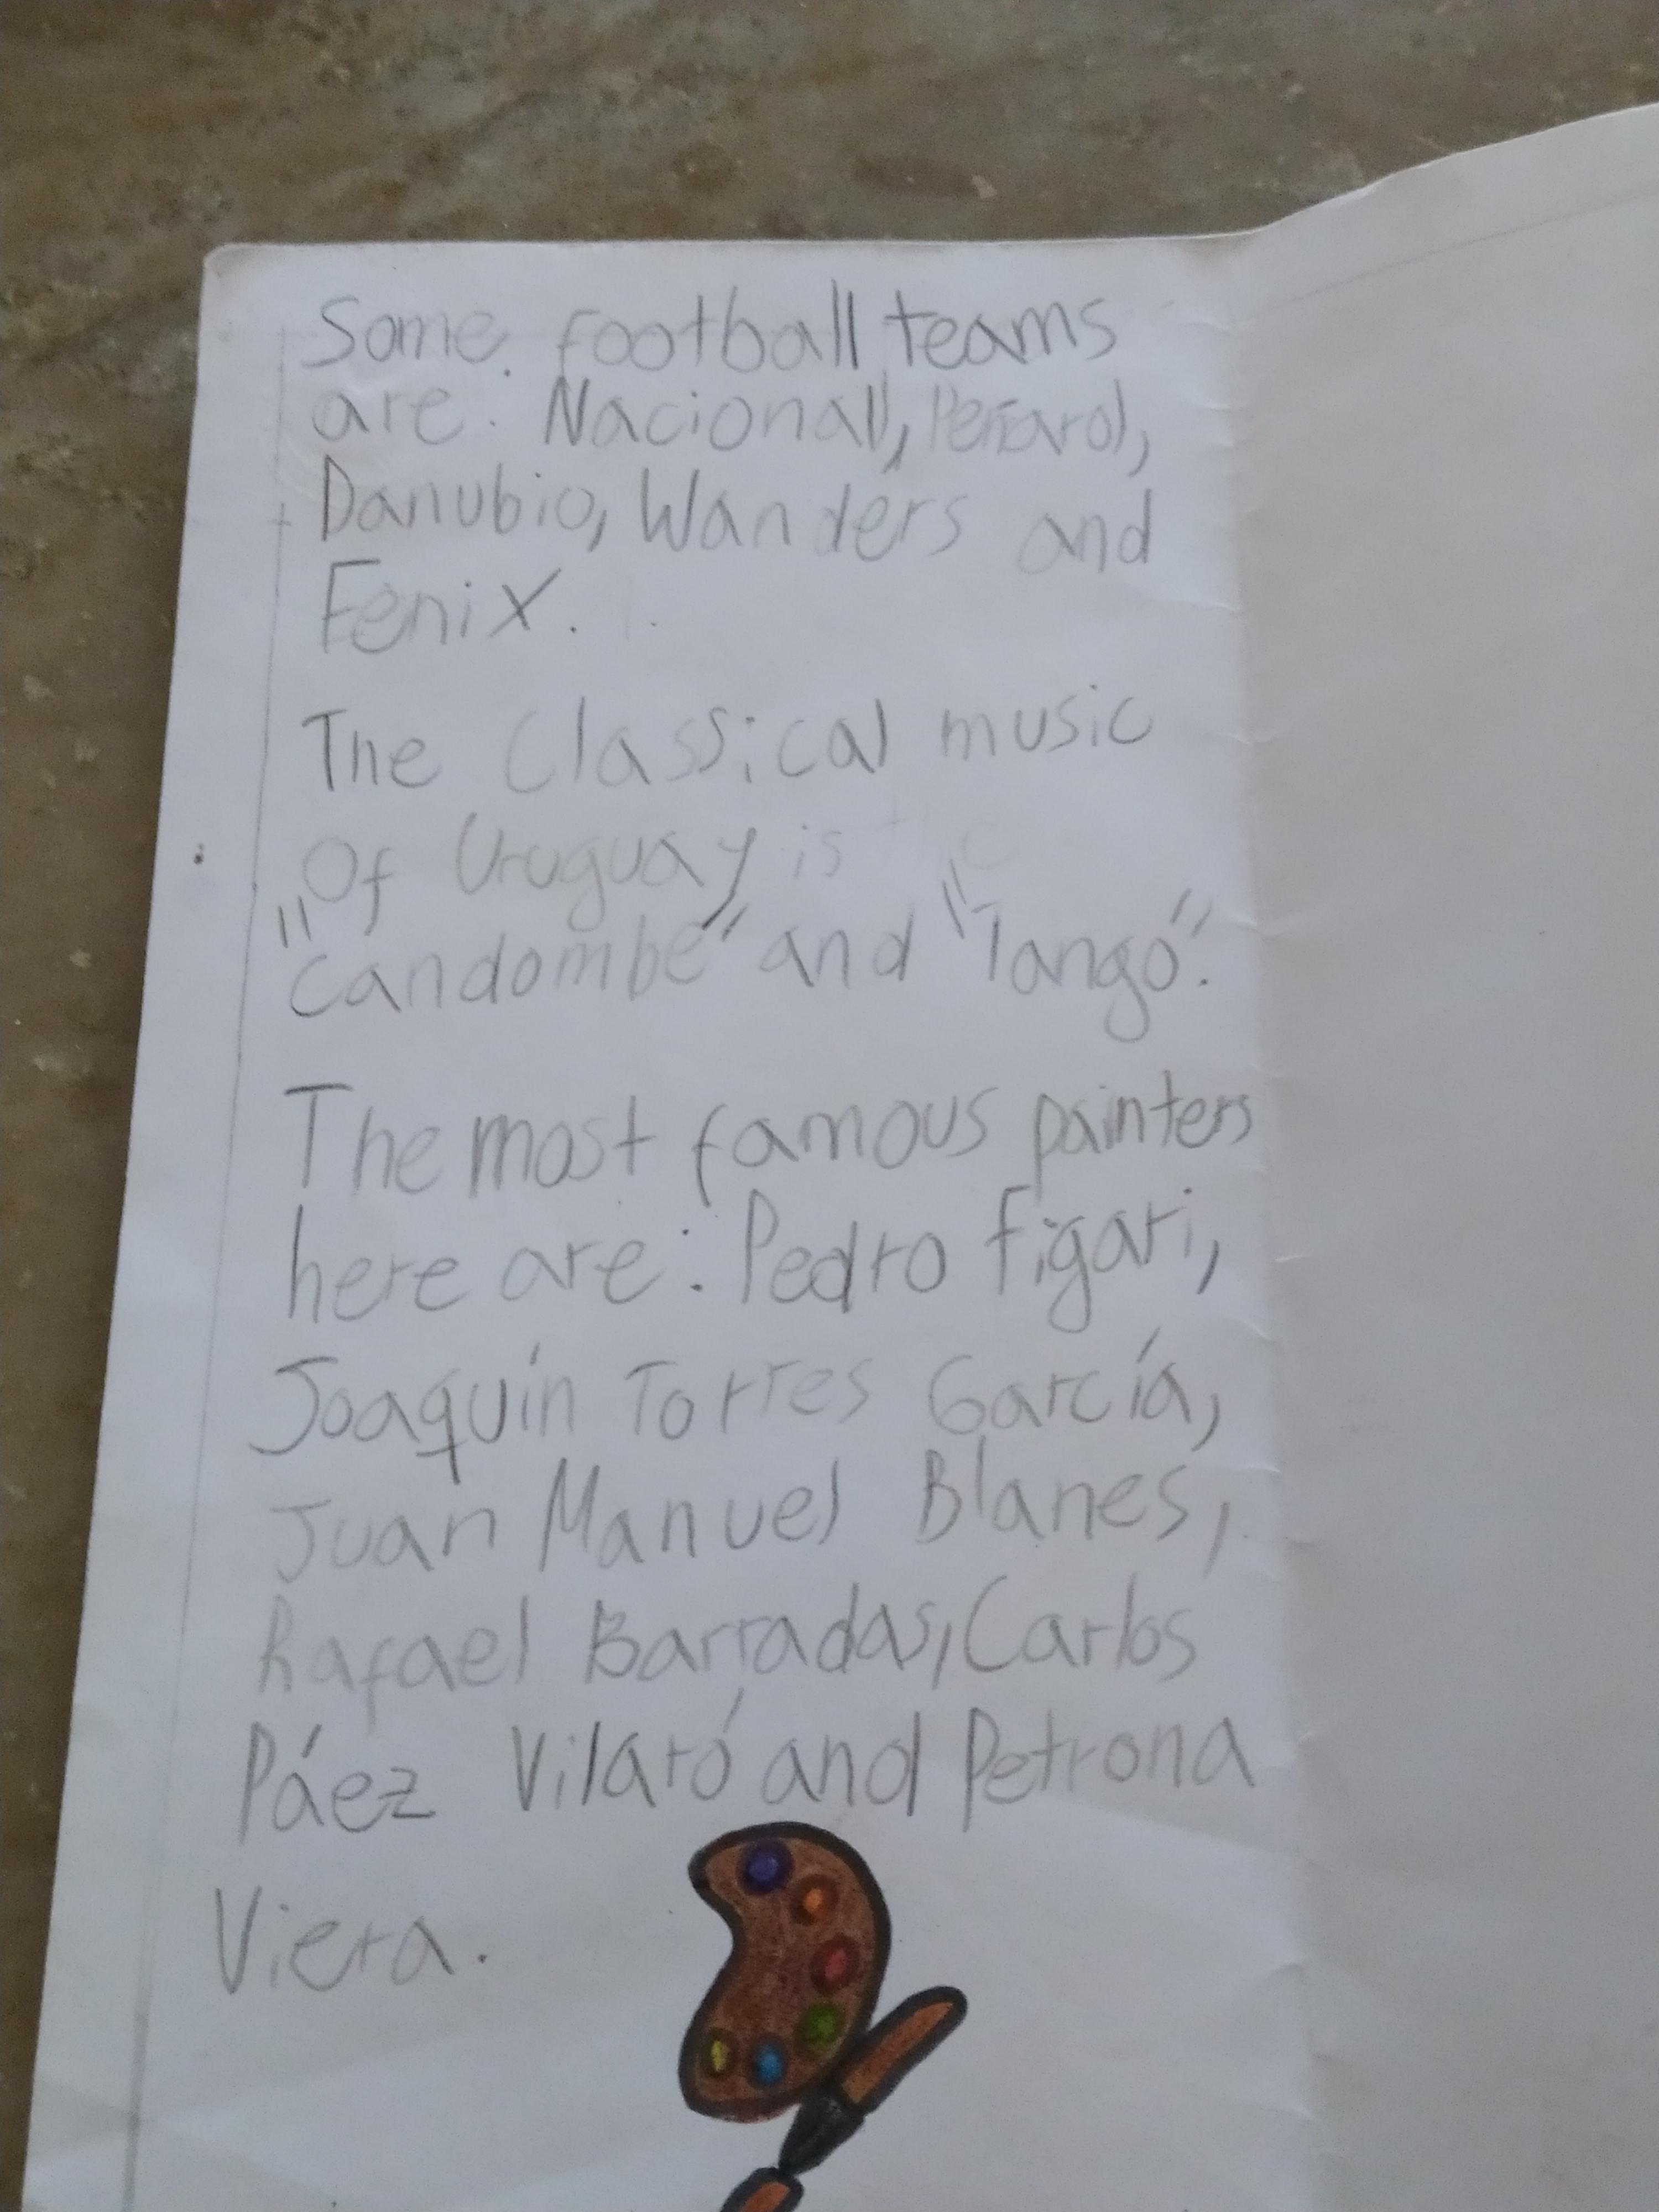 Some football teams
are: Nacional, Peñarol,
Danubio, Wanders and
Fenix.
The Classical music
Of Uruguay is
"Candombe" and "Tango".
The most famous painters
here are: Pedro Figari,
Joaquín Torres García,
Juan Manuel Blanes,
Rafael Barradas, Carlos
Páez Vilaró and Petrona
Viera.